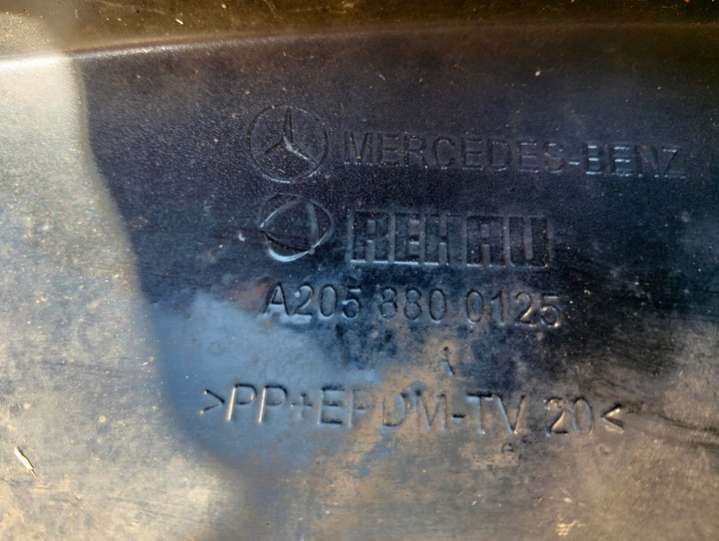 MERCEDES-BENZ
REHAU
A205 880 0125
>PP+EPDM-TV 20<